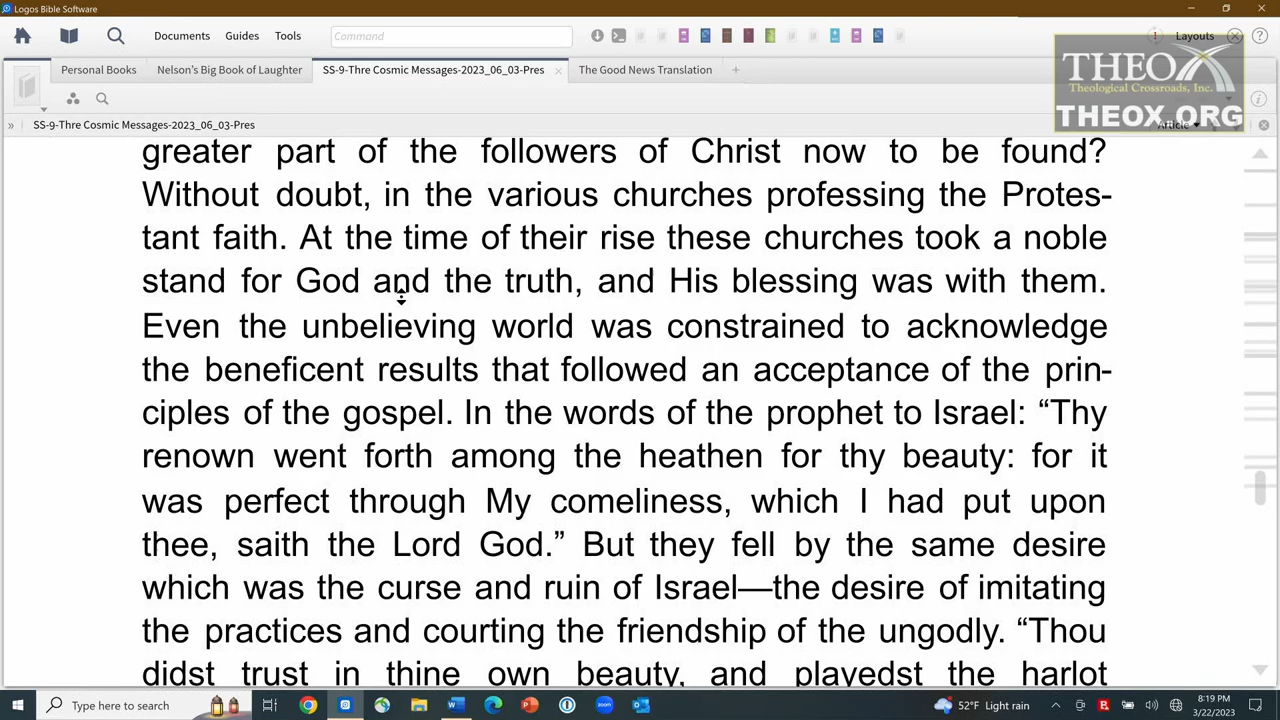 Logos Bible Software
Documents Guides Tools Command Layouts
Personal Books Nelson's Big Book of Laughter SS-9-Thre Cosmic Messages-2023_06_03-Pres The Good News Translation
THEOX
Theological Crossroads, Inc.
THEOX.ORG
SS-9-Thre Cosmic Messages-2023_06_03-Pres Article
greater part of the followers of Christ now to be found?
Without doubt, in the various churches professing the Protes-
tant faith. At the time of their rise these churches took a noble
stand for God and the truth, and His blessing was with them.
Even the unbelieving world was constrained to acknowledge
the beneficent results that followed an acceptance of the prin-
ciples of the gospel. In the words of the prophet to Israel: “Thy
renown went forth among the heathen for thy beauty: for it
was perfect through My comeliness, which I had put upon
thee, saith the Lord God.” But they fell by the same desire
which was the curse and ruin of Israel—the desire of imitating
the practices and courting the friendship of the ungodly. “Thou
didst trust in thine own beauty, and playedst the harlot
Type here to search zoom 52°F Light rain 8:19 PM
3/22/2023